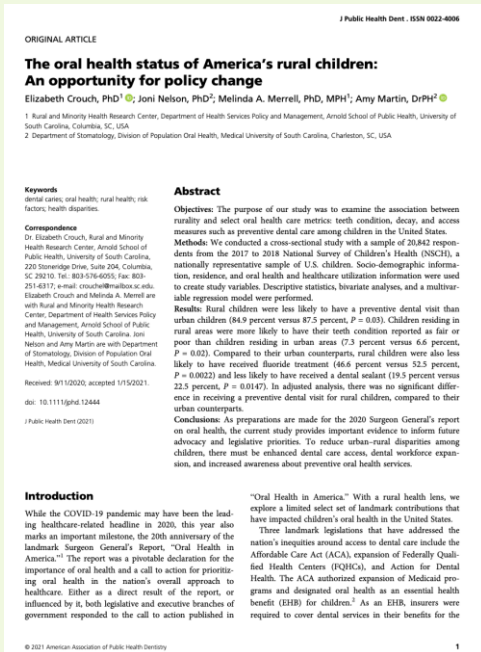 J Public Health Dent . ISSN 0022-4006
ORIGINAL ARTICLE
The oral health status of America's rural children:
An opportunity for policy change
Elizabeth Crouch, PhD¹; Joni Nelson, PhD²; Melinda A. Merrell, PhD, MPH¹; Amy Martin, DrPH²
1 Rural and Minority Health Research Center, Department of Health Services Policy and Management, Arnold School of Public Health, University of
South Carolina, Columbia, SC, USA
2 Department of Stomatology, Division of Population Oral Health, Medical University of South Carolina, Charleston, SC, USA
Keywords
dental caries; oral health; rural health; risk
factors; health disparities.
Correspondence
Dr. Elizabeth Crouch, Rural and Minority
Health Research Center, Arnold School of
Public Health, University of South Carolina,
220 Stoneridge Drive, Suite 204, Columbia,
SC 29210. Tel.: 803-576-6055; Fax: 803-
251-6317; e-mail: crouchel@mailbox.sc.edu.
Elizabeth Crouch and Melinda A. Merrell are
with Rural and Minority Health Research
Center, Department of Health Services Policy
and Management, Arnold School of Public
Health, University of South Carolina. Joni
Nelson and Amy Martin are with Department
of Stomatology, Division of Population Oral
Health, Medical University of South Carolina.
Received: 9/11/2020; accepted 1/15/2021.
doi: 10.1111/jphd.12444
J Public Health Dent (2021)
Abstract
Objectives: The purpose of our study was to examine the association between
rurality and select oral health care metrics: teeth condition, decay, and access
measures such as preventive dental care among children in the United States.
Methods: We conducted a cross-sectional study with a sample of 20,842 respon-
dents from the 2017 to 2018 National Survey of Children's Health (NSCH), a
nationally representative sample of U.S. children. Socio-demographic informa-
tion, residence, and oral health and healthcare utilization information were used
to create study variables. Descriptive statistics, bivariate analyses, and a multivar-
iable regression model were performed.
Results: Rural children were less likely to have a preventive dental visit than
urban children (84.9 percent versus 87.5 percent, P = 0.03). Children residing in
rural areas were more likely to have their teeth condition reported as fair or
poor than children residing in urban areas (7.3 percent versus 6.6 percent,
P = 0.02). Compared to their urban counterparts, rural children were also less
likely to have received fluoride treatment (46.6 percent versus 52.5 percent,
P = 0.0022) and less likely to have received a dental sealant (19.5 percent versus
22.5 percent, P = 0.0147). In adjusted analysis, there was no significant differ-
ence in receiving a preventive dental visit for rural children, compared to their
urban counterparts.
Conclusions: As preparations are made for the 2020 Surgeon General's report
on oral health, the current study provides important evidence to inform future
advocacy and legislative priorities. To reduce urban–rural disparities among
children, there must be enhanced dental care access, dental workforce expan-
sion, and increased awareness about preventive oral health services.
Introduction
While the COVID-19 pandemic may have been the lead-
ing healthcare-related headline in 2020, this year also
marks an important milestone, the 20th anniversary of the
landmark Surgeon General's Report, "Oral Health in
America."¹ The report was a pivotable declaration for the
importance of oral health and a call to action for prioritiz-
ing oral health in the nation's overall approach to
healthcare. Either as a direct result of the report, or
influenced by it, both legislative and executive branches of
government responded to the call to action published in
"Oral Health in America." With a rural health lens, we
explore a limited select set of landmark contributions that
have impacted children's oral health in the United States.
Three landmark legislations that have addressed the
nation's inequities around access to dental care include the
Affordable Care Act (ACA), expansion of Federally Quali-
fied Health Centers (FQHCs), and Action for Dental
Health. The ACA authorized expansion of Medicaid pro-
grams and designated oral health as an essential health
benefit (EHB) for children.² As an EHB, insurers were
required to cover dental services in their benefits for the
© 2021 American Association of Public Health Dentistry
1